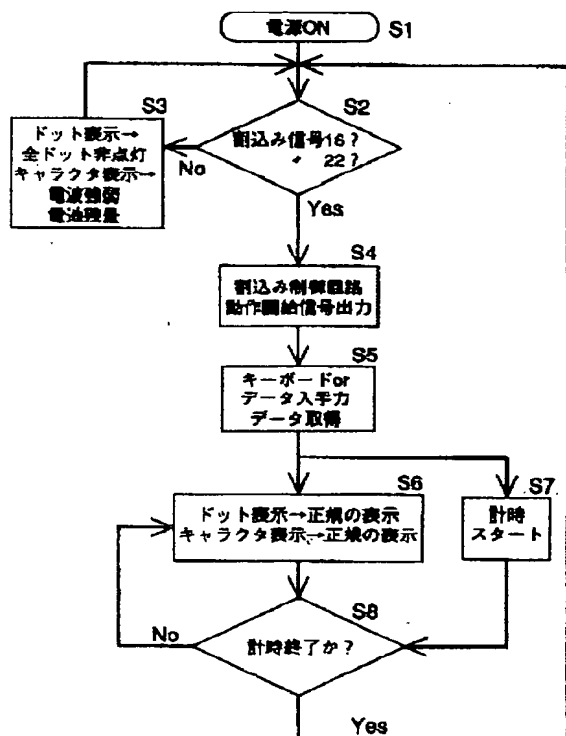 電源ON
S1
S3
S2
ドット表示→
全ドット非点灯
キャラクタ表示→
電波強弱
電池残量
割込み信号16?
〃 22?
No
Yes
S4
割込み制御回路
動作開始信号出力
S5
キーボードor
データ入手力
データ取得
S6
S7
ドット表示→正規の表示
キャラクタ表示→正規の表示
計時
スタート
S8
No
計時終了か?
Yes